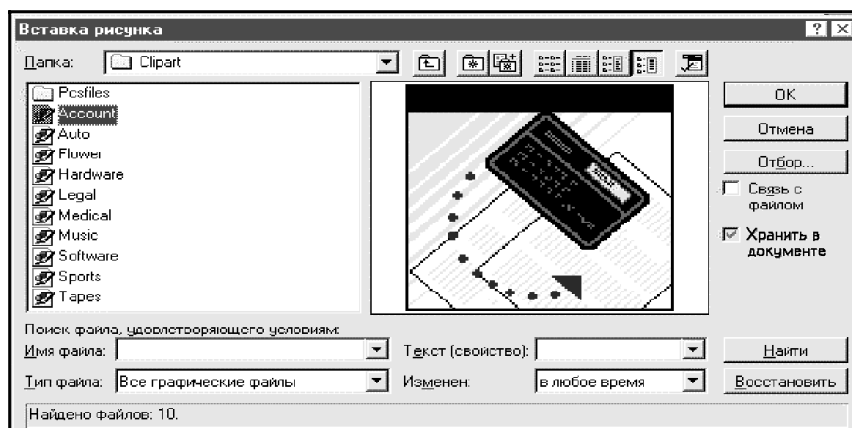 Вставка рисунка
Папка: Clipart
Pcsfiles
Account
Auto
Flower
Hardware
Legal
Medical
Music
Software
Sports
Tapes
OK
Отмена
Отбор...
Связь с
файлом
Хранить в
документе
Поиск файла, удовлетворяющего условиям:
Имя файла: Текст (свойство): Найти
Тип файла: Все графические файлы Изменен: в любое время Восстановить
Найдено файлов: 10.